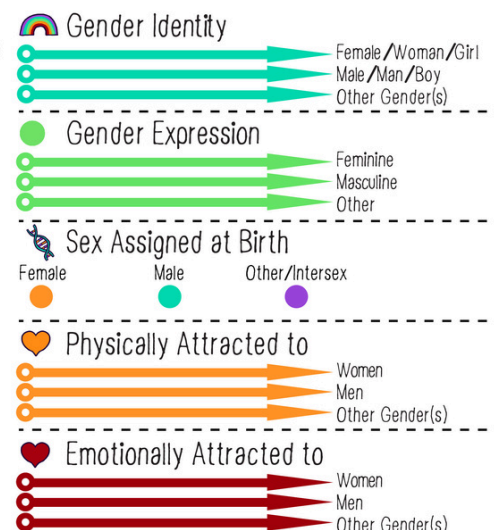 Gender Identity
Female/Woman/Girl
Male/Man/Boy
Other Gender(s)
Gender Expression
Feminine
Masculine
Other
Sex Assigned at Birth
Female Male Other/Intersex
Physically Attracted to
Women
Men
Other Gender(s)
Emotionally Attracted to
Women
Men
Other Gender(s)